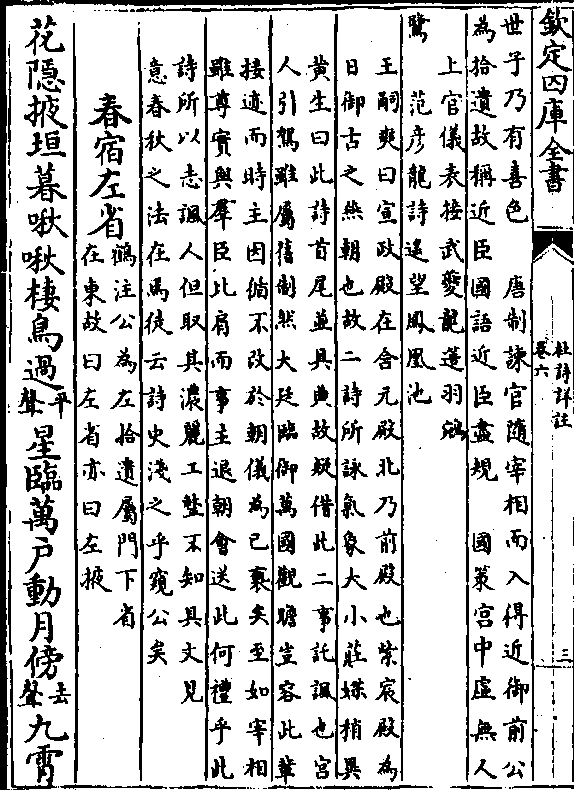 欽定四庫全書
杜詩詳註
卷六
三
世子乃有喜色　唐制諫官隨宰相而入得近御前公
為拾遺故稱近臣國語近臣盡規　國策宫中虚無人
上官儀表接武夔龍簉羽鵷
鷺　范彦龍詩遥望鳳凰池
王嗣奭曰宣政殿在含元殿北乃前殿也紫宸殿為
日御古之燕朝也故二詩所詠氣象大小莊媟稍異
黄生曰此詩首尾並具典故疑借此二事託諷也宫
人引駕雖屬舊制然大廷臨御萬國觀瞻豈容此輩
接迹而時主因循不改於朝儀為已褻矣至如宰相
雖尊實與羣臣比肩而事主退朝會送此何禮乎此
詩所以志諷人但取其濃麗工整不知具文見
意春秋之法在焉徒云詩史淺之乎窺公矣
春宿左省鶴注公為左拾遺屬門下省
在東故曰左省亦曰左掖
花隱掖垣暮啾啾棲鳥過平聲星臨萬户動月傍去聲九霄